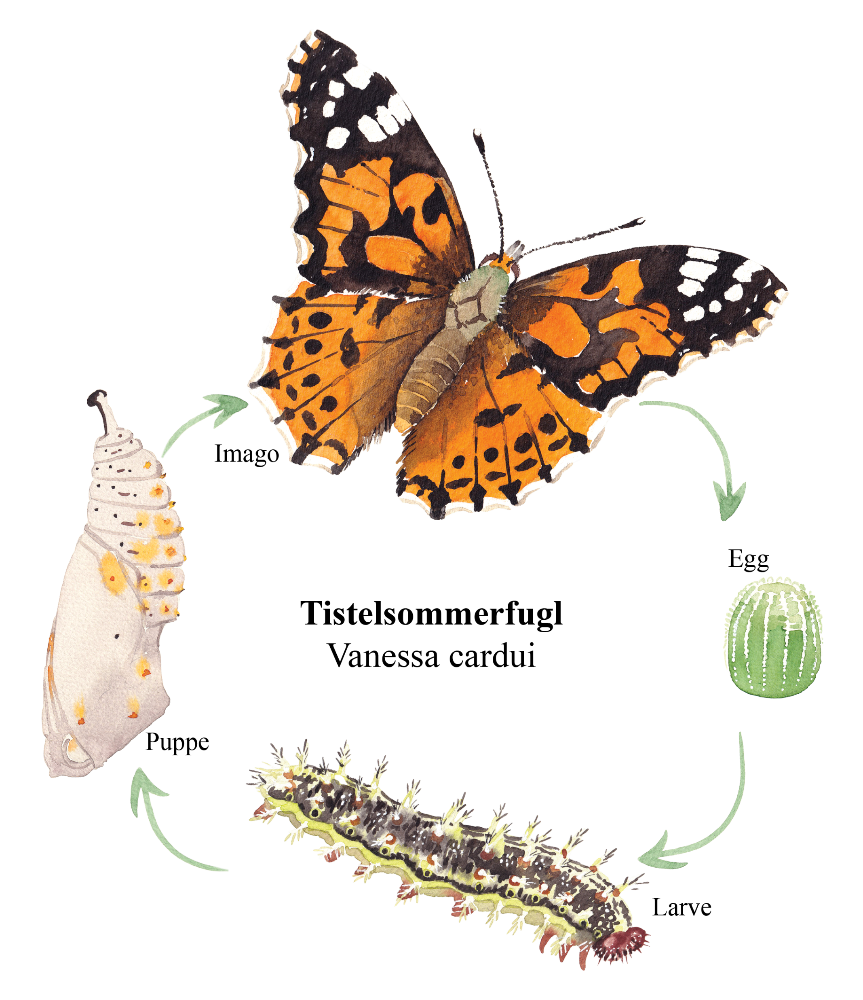 Imago
Egg
Tistelsommerfugl
Vanessa cardui
Puppe
Larve